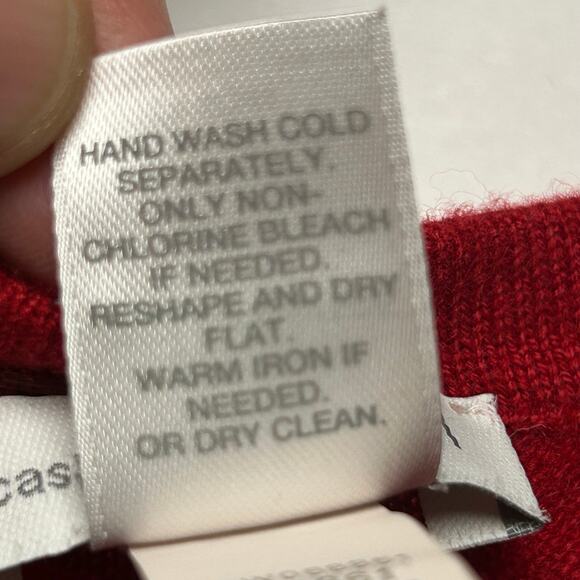 HAND WASH COLD
SEPARATELY.
ONLY NON-
CHLORINE BLEACH
IF NEEDED.
RESHAPE AND DRY
FLAT.
WARM IRON IF
NEEDED.
OR DRY CLEAN.